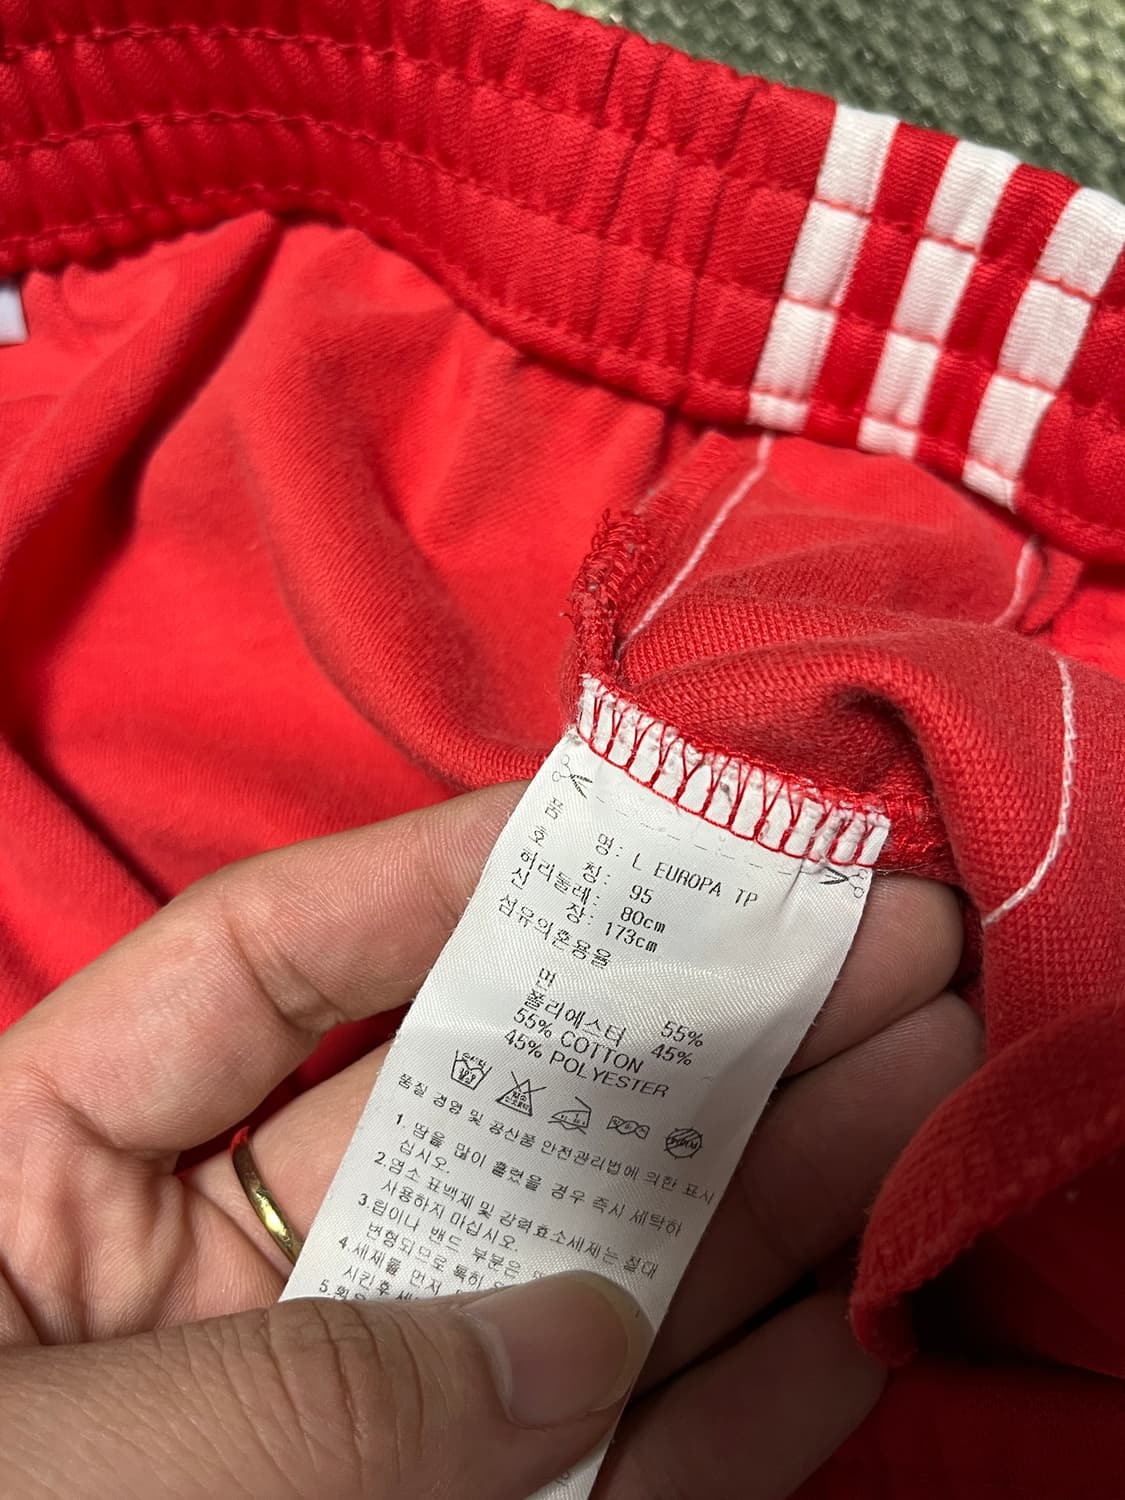 품 명: L EUROPA TP
호 칭: 95
허리둘레: 80cm
신 장: 173cm
섬유의혼용율
면 55%
폴리에스터 45%
55% COTTON
45% POLYESTER
품질 경영 및 공산품 안전관리법에 의한 표시
1. 땀을 많이 흘렸을 경우 즉시 세탁하
십시오.
2.염소 표백제 및 강력효소세제는 절대
사용하지 마십시오.
3.립이나 밴드 부분은
변형되므로 특히
4.세제를 먼저
시킨후
5.